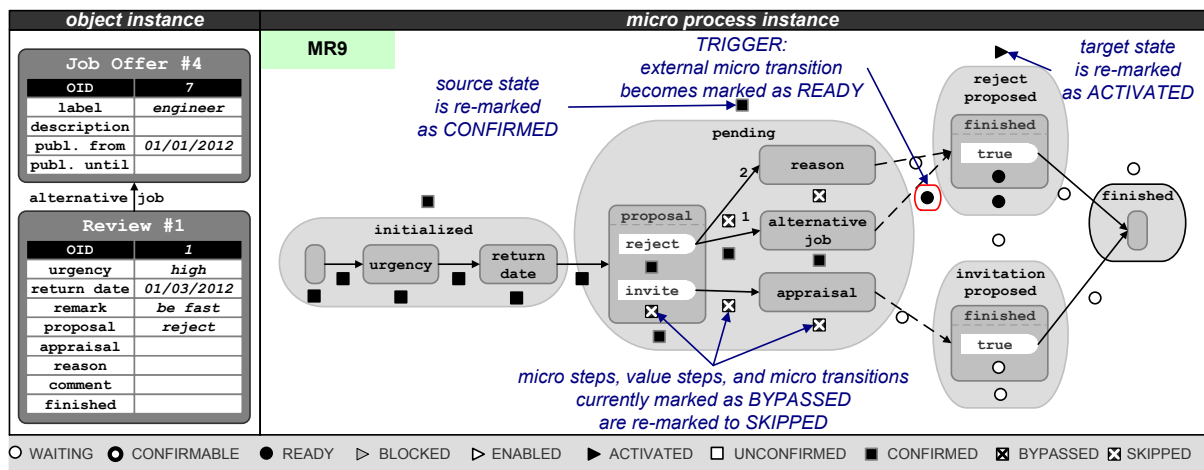 object instance
micro process instance
Job Offer #4
OID 7
label engineer
description
publ. from 01/01/2012
publ. until
alternative job
Review #1
OID 1
urgency high
return date 01/03/2012
remark be fast
proposal reject
appraisal
reason
comment
finished
MR9
source state
is re-marked
as CONFIRMED
TRIGGER:
external micro transition
becomes marked as READY
target state
is re-marked
as ACTIVATED
initialized
urgency
return
date
pending
proposal
reject
invite
2
1
reason
alternative
job
appraisal
reject
proposed
finished
true
invitation
proposed
finished
true
finished
micro steps, value steps, and micro transitions
currently marked as BYPASSED
are re-marked to SKIPPED
WAITING CONFIRMABLE READY BLOCKED ENABLED ACTIVATED UNCONFIRMED CONFIRMED BYPASSED SKIPPED